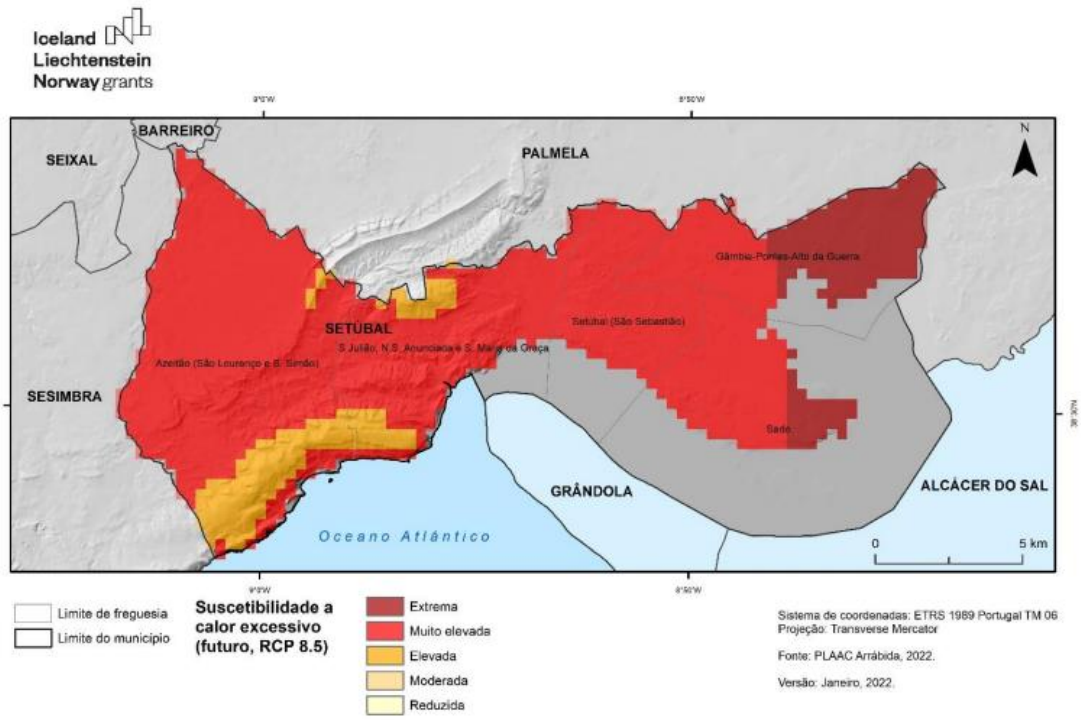 Iceland
Liechtenstein
Norway grants
9°0'W
8°50'W
BARREIRO
SEIXAL
PALMELA
N
Gâmbia-Pontes-Alto da Guerra
SETÚBAL
Setúbal (São Sebastião)
S.Julião, N.S. Anunciada e S. Maria da Graça
Azeitão (São Lourenço e S. Simão)
SESIMBRA
38°30'N
Sado
ALCÁCER DO SAL
GRÂNDOLA
Oceano Atlântico
0 5 km
9°0'W
8°50'W
Limite de freguesia
Limite do município
Suscetibilidade a
calor excessivo
(futuro, RCP 8.5)
Extrema
Muito elevada
Elevada
Moderada
Reduzida
Sistema de coordenadas: ETRS 1989 Portugal TM 06
Projeção: Transverse Mercator
Fonte: PLAAC Arrábida, 2022.
Versão: Janeiro, 2022.